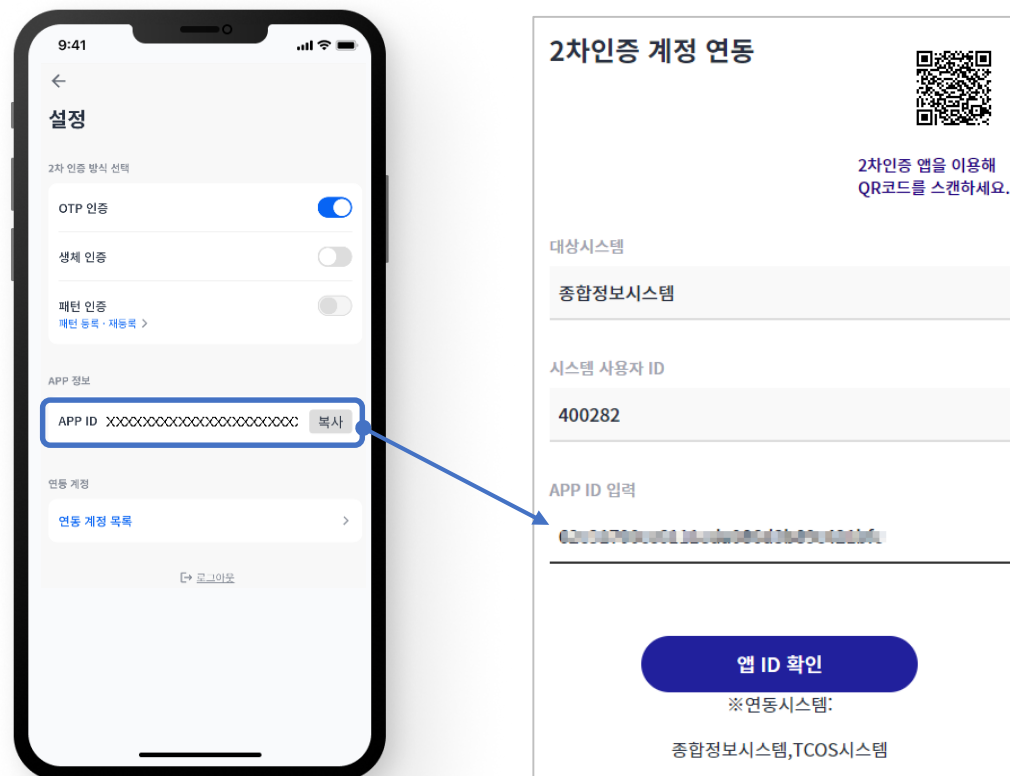 9:41
설정
2차 인증 방식 선택
OTP 인증
생체 인증
패턴 인증
패턴 등록 · 재등록 >
APP 정보
APP ID XXXXXXXXXXXXXXXXXXXXXXX 복사
연동 계정
연동 계정 목록 >
로그아웃
2차인증 계정 연동
2차인증 앱을 이용해
QR코드를 스캔하세요.
대상시스템
종합정보시스템
시스템 사용자 ID
400282
APP ID 입력
앱 ID 확인
※연동시스템:
종합정보시스템,TCOS시스템